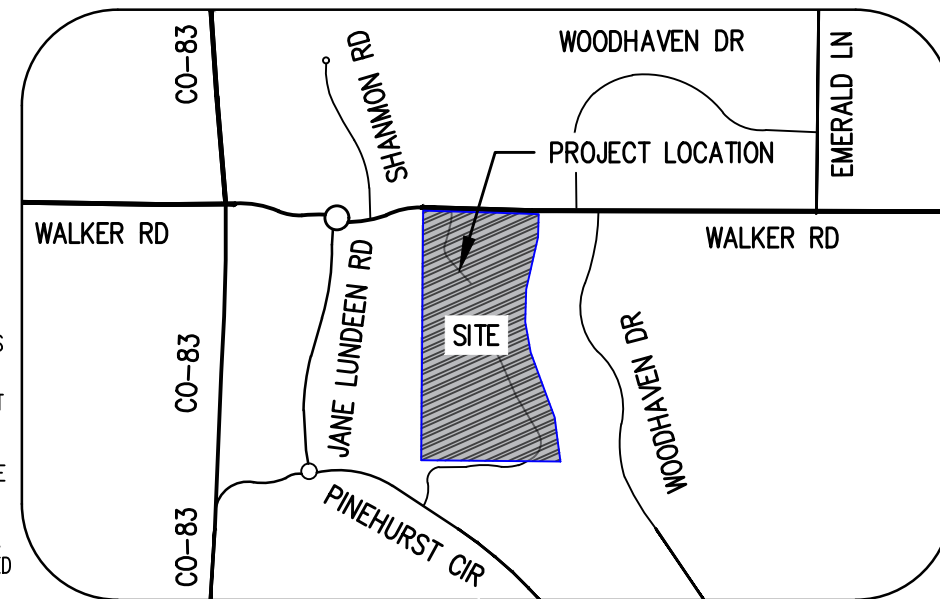 CO-83
SHANMON RD
WOODHAVEN DR
EMERALD LN
PROJECT LOCATION
WALKER RD
WALKER RD
JANE LUNDEEN RD
SITE
CO-83
WOODHAVEN DR
PINEHURST CIR
CO-83